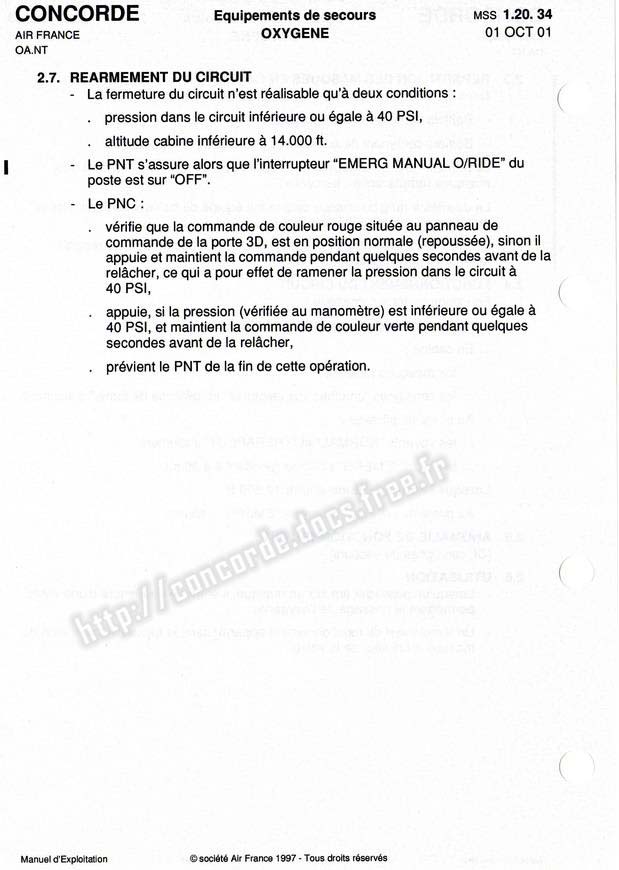 CONCORDE
AIR FRANCE
OA.NT
Equipements de secours
OXYGENE
MSS 1.20. 34
01 OCT 01
2.7. REARMEMENT DU CIRCUIT
- La fermeture du circuit n'est réalisable qu'à deux conditions :
. pression dans le circuit inférieure ou égale à 40 PSI,
. altitude cabine inférieure à 14.000 ft.
- Le PNT s'assure alors que l'interrupteur “EMERG MANUAL O/RIDE” du
poste est sur “OFF”.
- Le PNC :
. vérifie que la commande de couleur rouge située au panneau de
commande de la porte 3D, est en position normale (repoussée), sinon il
appuie et maintient la commande pendant quelques secondes avant de la
relâcher, ce qui a pour effet de ramener la pression dans le circuit à
40 PSI,
. appuie, si la pression (vérifiée au manomètre) est inférieure ou égale à
40 PSI, et maintient la commande de couleur verte pendant quelques
secondes avant de la relâcher,
. prévient le PNT de la fin de cette opération.
http://concorde.docs.free.fr
Manuel d'Exploitation
© société Air France 1997 - Tous droits réservés